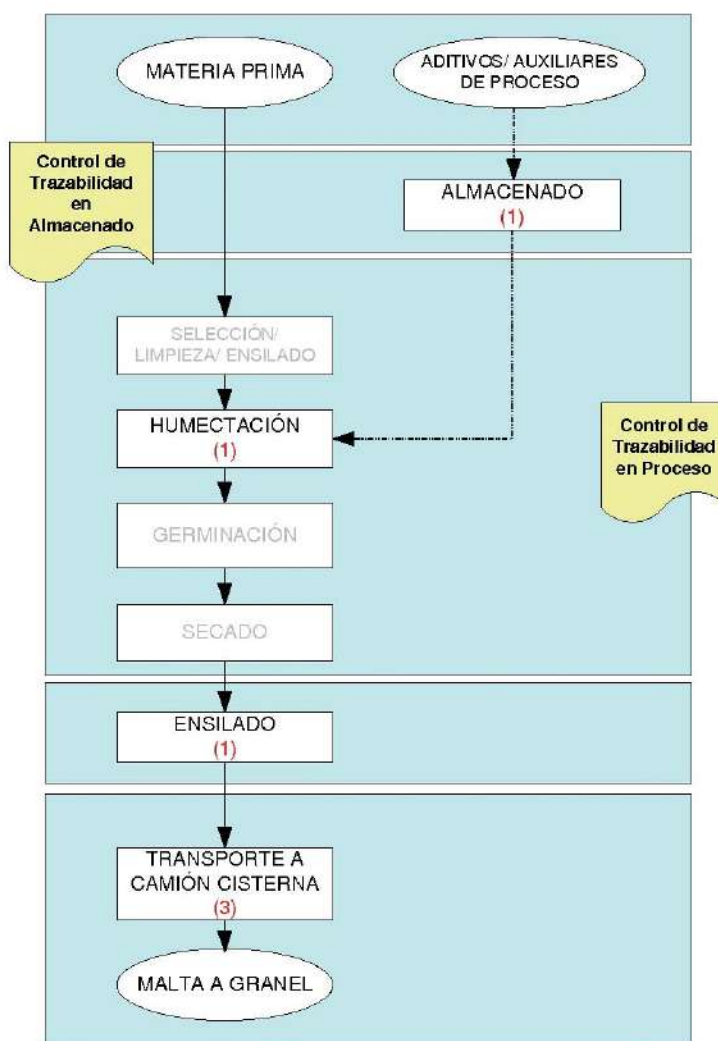 MATERIA PRIMA
ADITIVOS/ AUXILIARES
DE PROCESO
Control de
Trazabilidad
en
Almacenado
ALMACENADO
(1)
SELECCIÓN/
LIMPIEZA/ ENSILADO
HUMECTACIÓN
(1)
Control de
Trazabilidad
en Proceso
GERMINACIÓN
SECADO
ENSILADO
(1)
TRANSPORTE A
CAMIÓN CISTERNA
(3)
MALTA A GRANEL